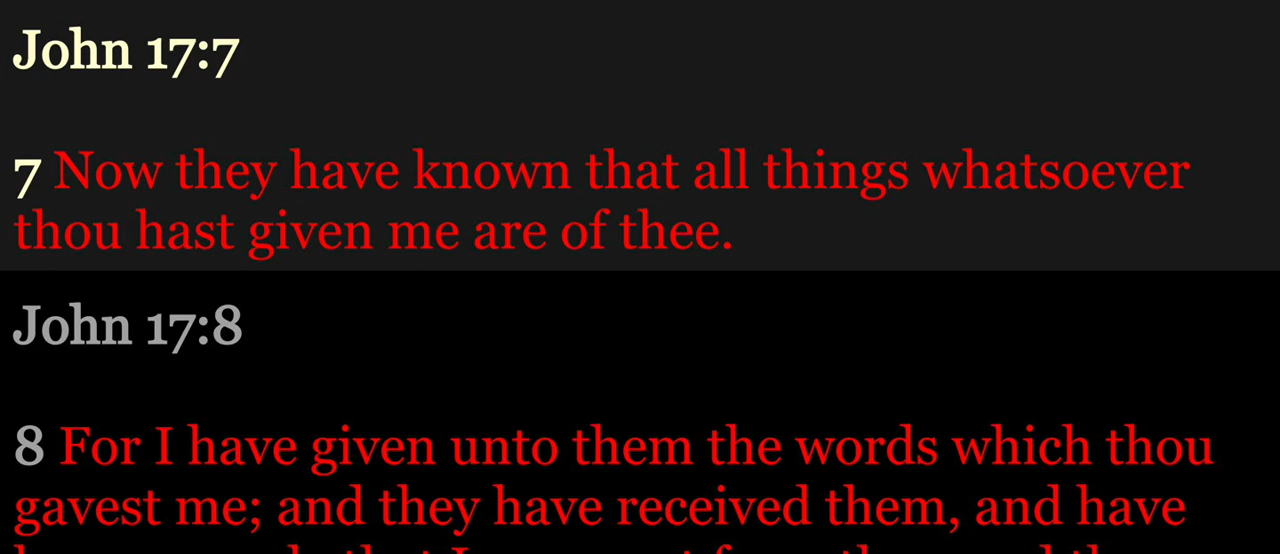 John 17:7
7 Now they have known that all things whatsoever
thou hast given me are of thee.
John 17:8
8 For I have given unto them the words which thou
gavest me; and they have received them, and have